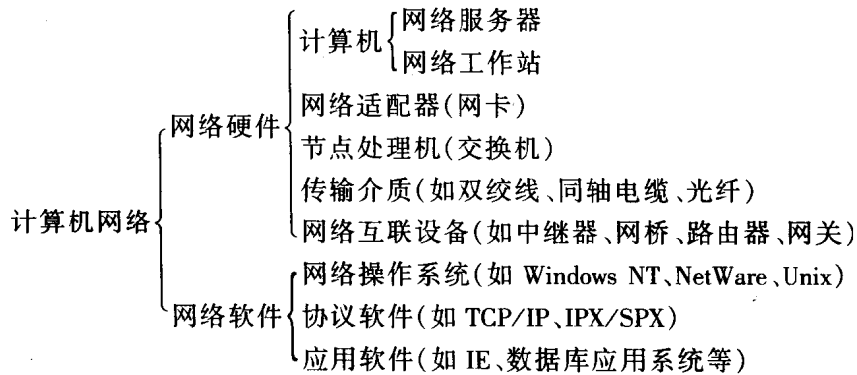 计算机网络
网络硬件
计算机
网络服务器
网络工作站
网络适配器(网卡)
节点处理机(交换机)
传输介质(如双绞线、同轴电缆、光纤)
网络互联设备(如中继器、网桥、路由器、网关)
网络软件
网络操作系统(如 Windows NT、NetWare、Unix)
协议软件(如 TCP/IP、IPX/SPX)
应用软件(如 IE、数据库应用系统等)